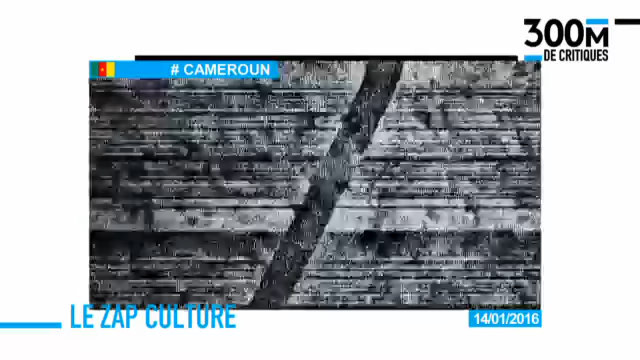 300M
DE CRITIQUES
# CAMEROUN
LE ZAP CULTURE
14/01/2016